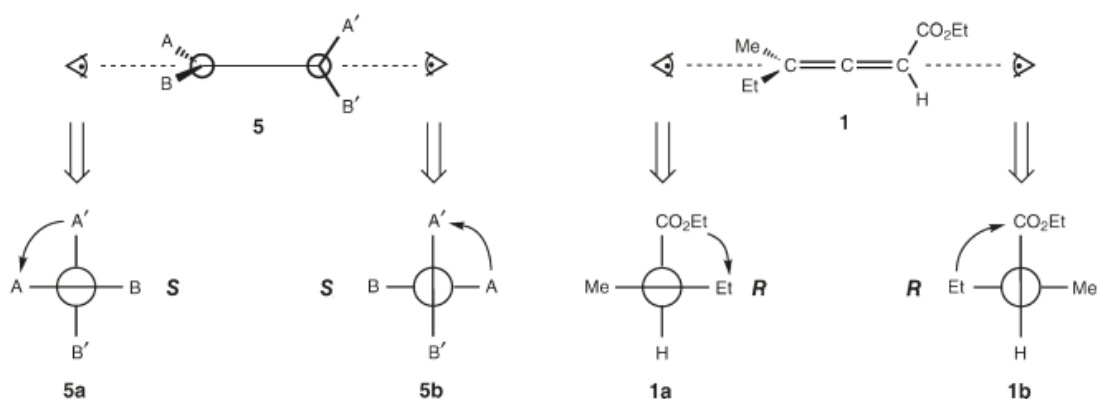 A A′ B B′
5
Me CO₂Et C C C Et H
1
A′ A B S B′
5a
A′ S B A B′
5b
CO₂Et Me Et R H
1a
CO₂Et R Et Me H
1b